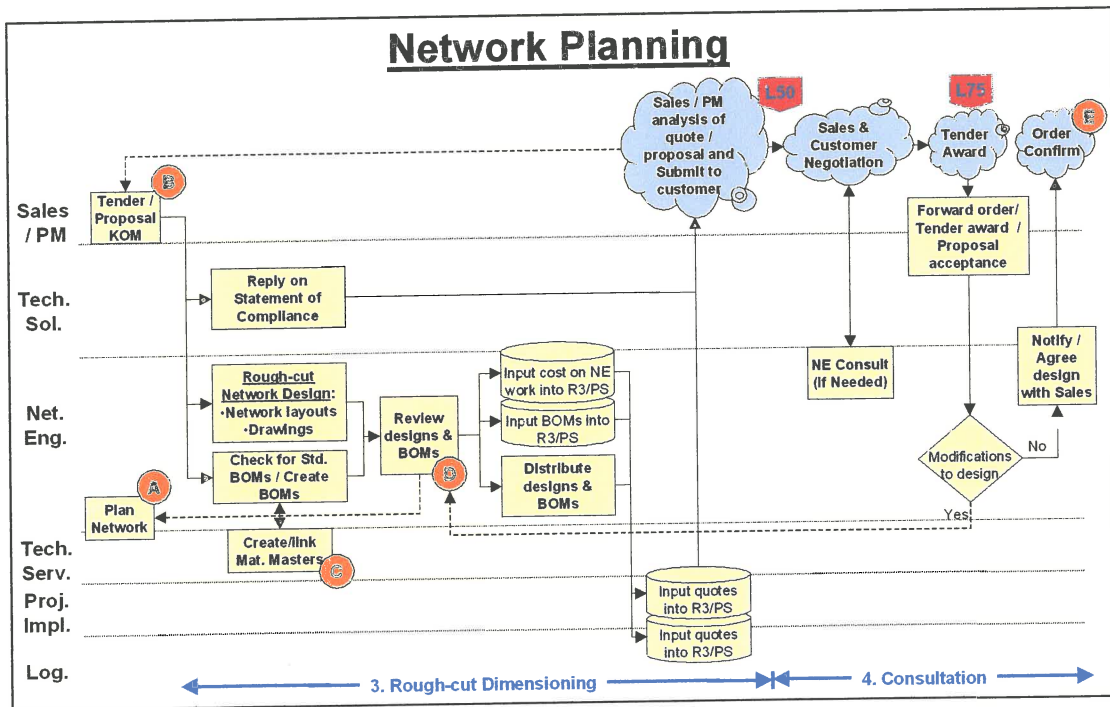 Network Planning
Sales / PM
analysis of
quote /
proposal and
Submit to
customer
L50
Sales &
Customer
Negotiation
L75
Tender
Award
Order
Confirm
E
Sales
/ PM
Tender /
Proposal
KOM
B
Forward order/
Tender award /
Proposal
acceptance
Tech.
Sol.
Reply on
Statement of
Compliance
Net.
Eng.
Rough-cut
Network Design:
•Network layouts
•Drawings
Check for Std.
BOMs / Create
BOMs
Review
designs &
BOMs
D
Input cost on NE
work into R3/PS
Input BOMs into
R3/PS
Distribute
designs &
BOMs
NE Consult
(If Needed)
Notify /
Agree
design
with Sales
No
Modifications
to design
Yes
Plan
Network
A
Tech.
Serv.
Create/link
Mat. Masters
C
Proj.
Impl.
Input quotes
into R3/PS
Input quotes
into R3/PS
Log.
3. Rough-cut Dimensioning
4. Consultation